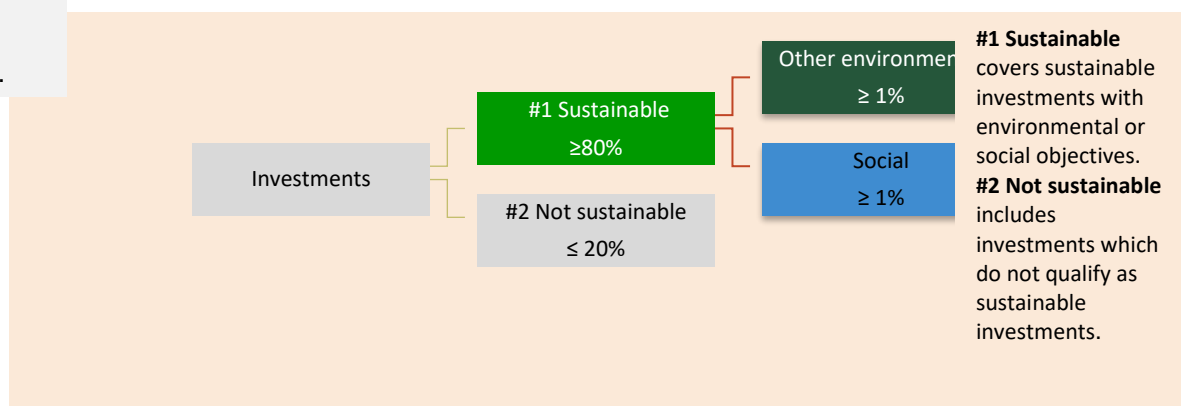 Investments
#1 Sustainable
≥80%
#2 Not sustainable
≤ 20%
Other
≥ 1%
Social
≥ 1%
#1 Sustainable
covers sustainable
investments with
environmental or
social objectives.
#2 Not sustainable
includes
investments which
do not qualify as
sustainable
investments.